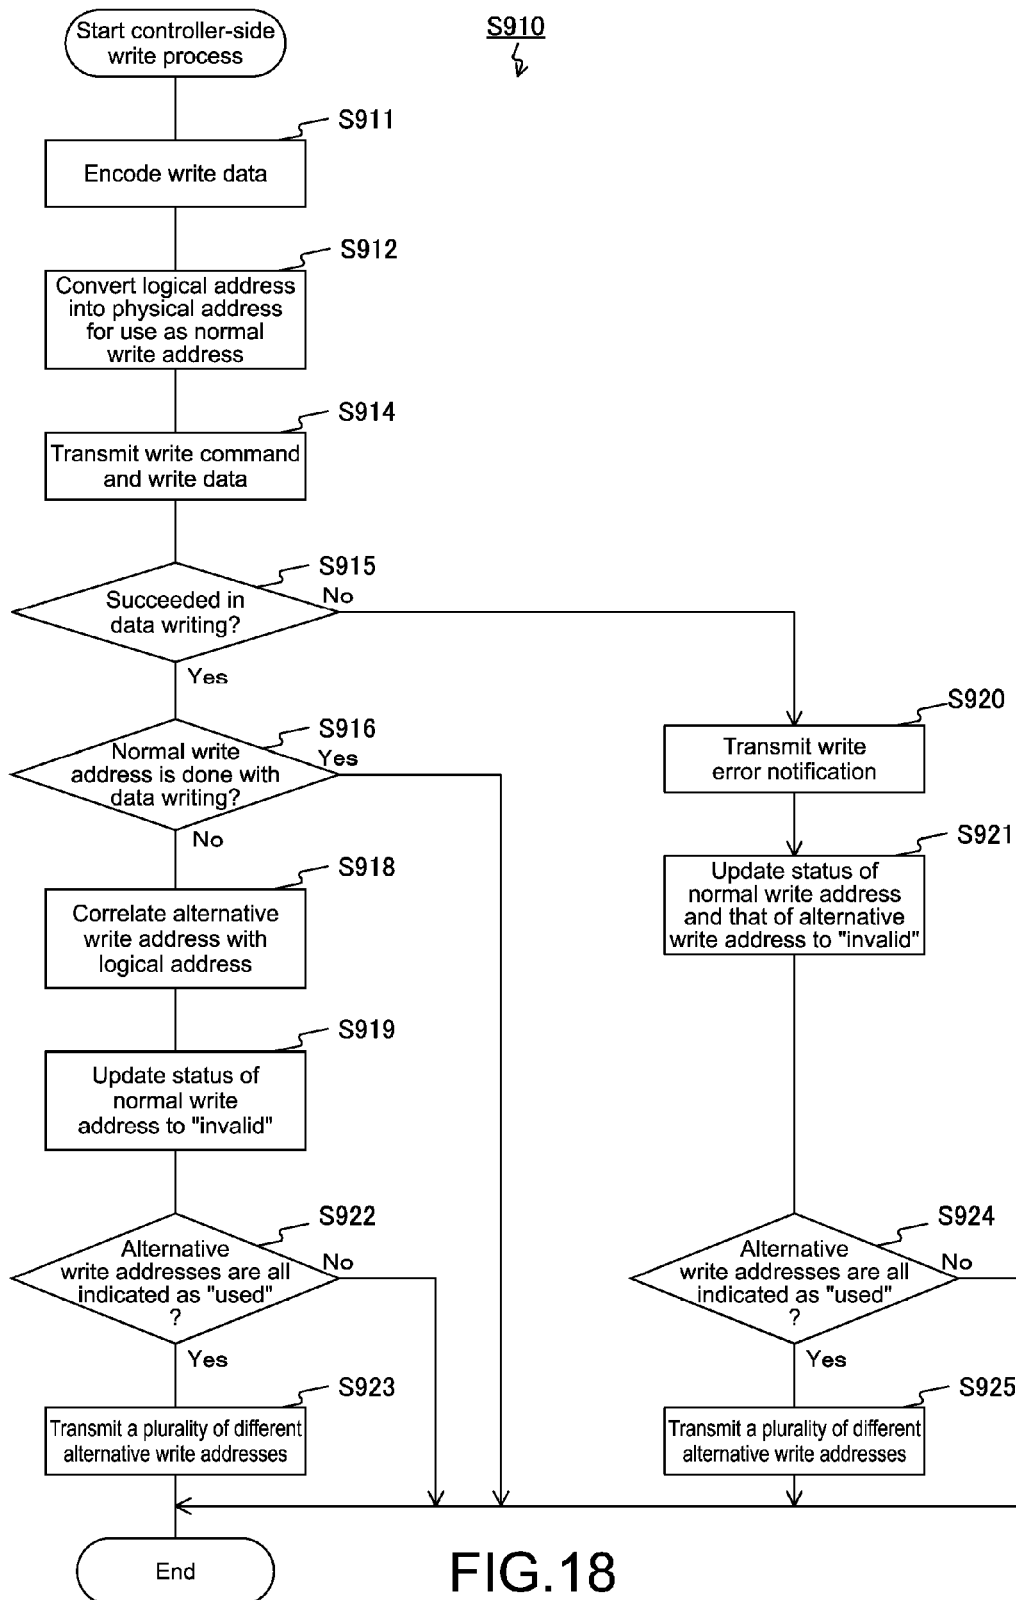 Start controller-side
write process
S910
S911
Encode write data
S912
Convert logical address
into physical address
for use as normal
write address
S914
Transmit write command
and write data
S915
Succeeded in
data writing?
No
Yes
S916
Normal write
address is done with
data writing?
Yes
No
S920
Transmit write
error notification
S921
Update status of
normal write address
and that of alternative
write address to "invalid"
S918
Correlate alternative
write address with
logical address
S919
Update status of
normal write
address to "invalid"
S922
Alternative
write addresses are all
indicated as "used"
?
No
Yes
S924
Alternative
write addresses are all
indicated as "used"
?
No
Yes
S923
Transmit a plurality of different
alternative write addresses
S925
Transmit a plurality of different
alternative write addresses
End
FIG.18